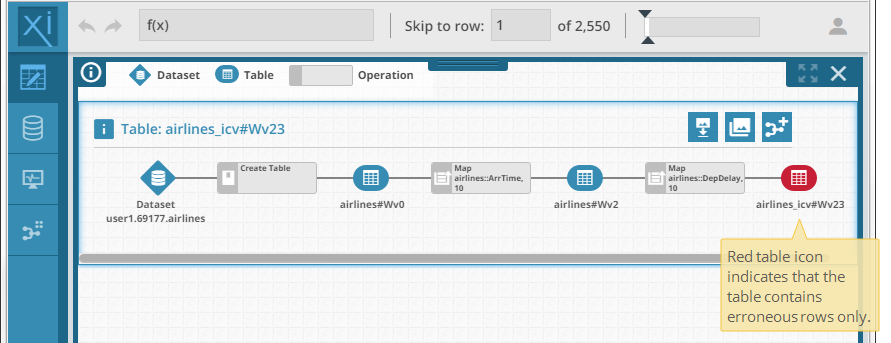 Xi
f(x)
Skip to row: 1 of 2,550
Dataset
Table
Operation
Table: airlines_icv#Wv23
Create Table
Map
airlines::ArrTime,
10
Map
airlines::DepDelay,
10
Dataset
user1.69177.airlines
airlines#Wv0
airlines#Wv2
airlines_icv#Wv23
Red table icon
indicates that the
table contains
erroneous rows only.